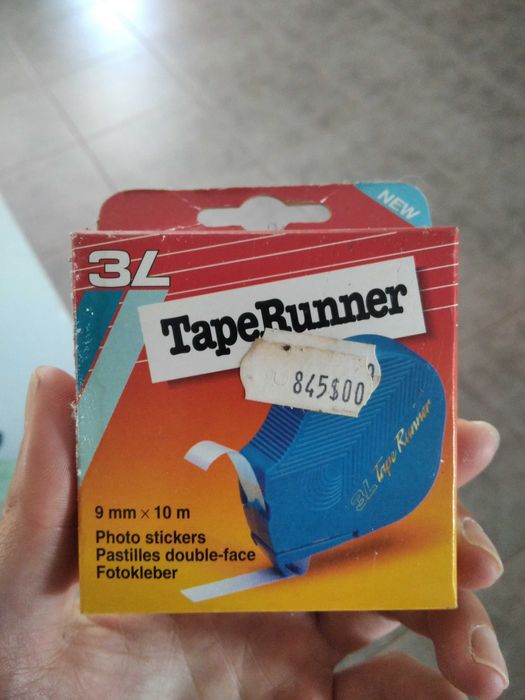 NEW
3L
TapeRunner
845$00
3L Tape Runner
9 mm × 10 m
Photo stickers
Pastilles double-face
Fotokleber